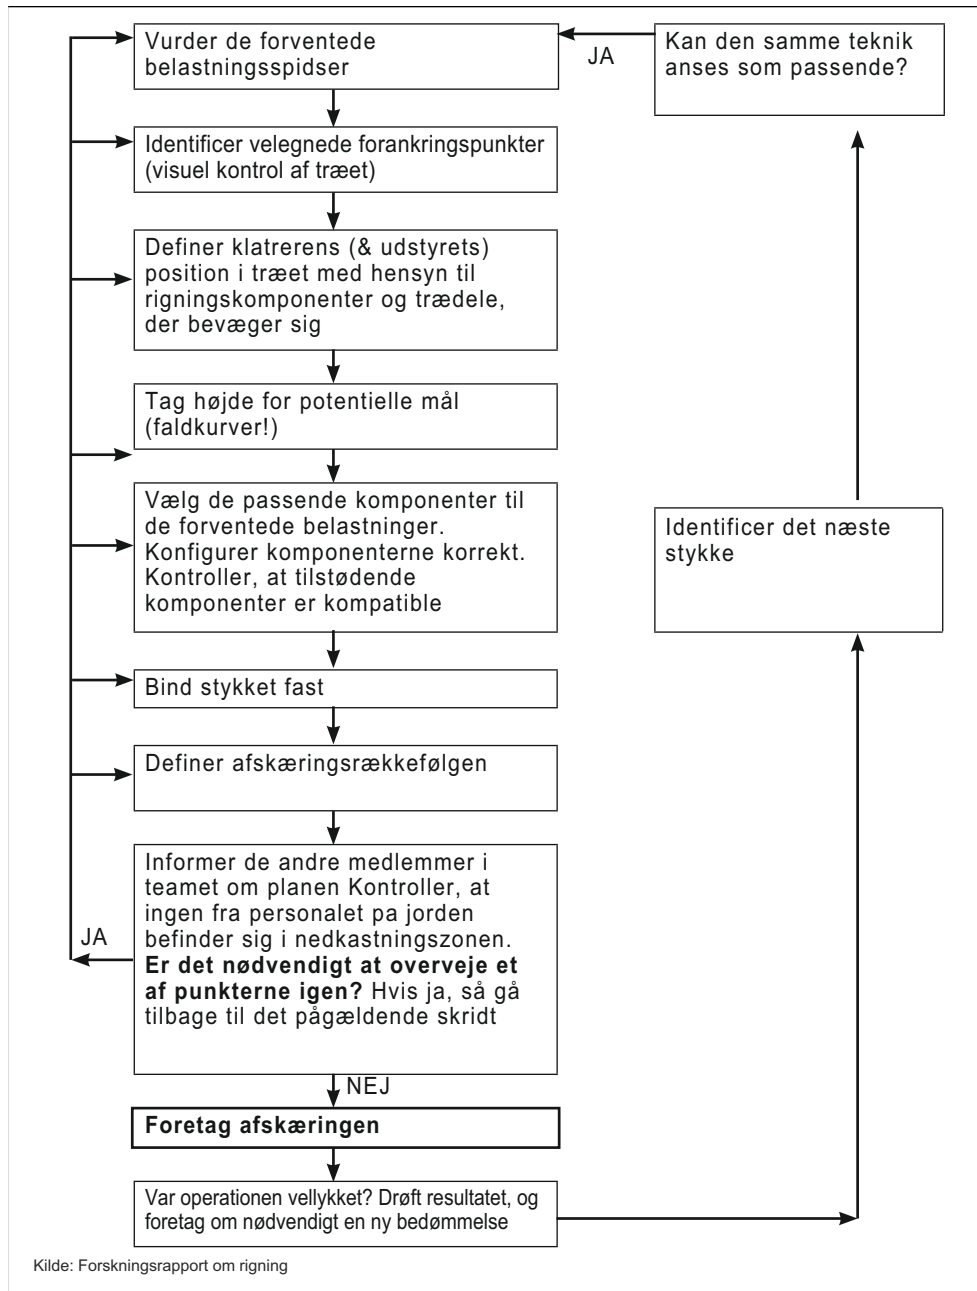 Vurder de forventede
belastningsspidser
JA
Kan den samme teknik
anses som passende?
Identificer velegnede forankringspunkter
(visuel kontrol af træet)
Definer klatrerens (& udstyrets)
position i træet med hensyn til
rigningskomponenter og trædele,
der bevæger sig
Tag højde for potentielle mål
(faldkurver!)
Vælg de passende komponenter til
de forventede belastninger.
Konfigurer komponenterne korrekt.
Kontroller, at tilstødende
komponenter er kompatible
Identificer det næste
stykke
Bind stykket fast
Definer afskæringsrækkefølgen
Informer de andre medlemmer i
teamet om planen Kontroller, at
ingen fra personalet pa jorden
befinder sig i nedkastningszonen.
Er det nødvendigt at overveje et
af punkterne igen? Hvis ja, så gå
tilbage til det pågældende skridt
JA
NEJ
Foretag afskæringen
Var operationen vellykket? Drøft resultatet, og
foretag om nødvendigt en ny bedømmelse
Kilde: Forskningsrapport om rigning